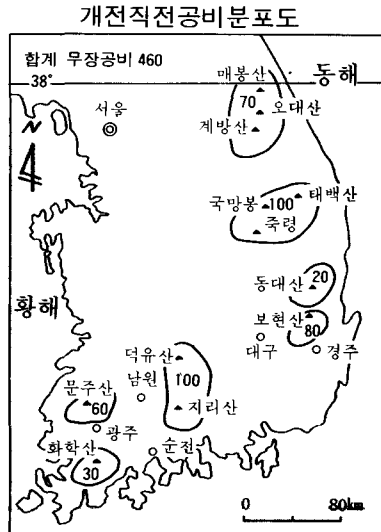 개전직전공비분포도
합계 무장공비 460
38°
매봉산
동해
서울
70
오대산
계방산
N
국망봉
100
태백산
죽령
황해
동대산
20
보현산
80
대구
경주
덕유산
남원
100
지리산
문주산
60
광주
순전
화학산
30
0
80km